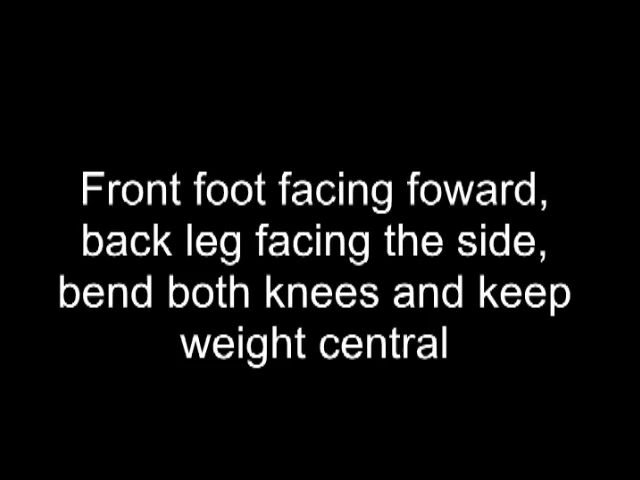 Front foot facing foward,
back leg facing the side,
bend both knees and keep
weight central